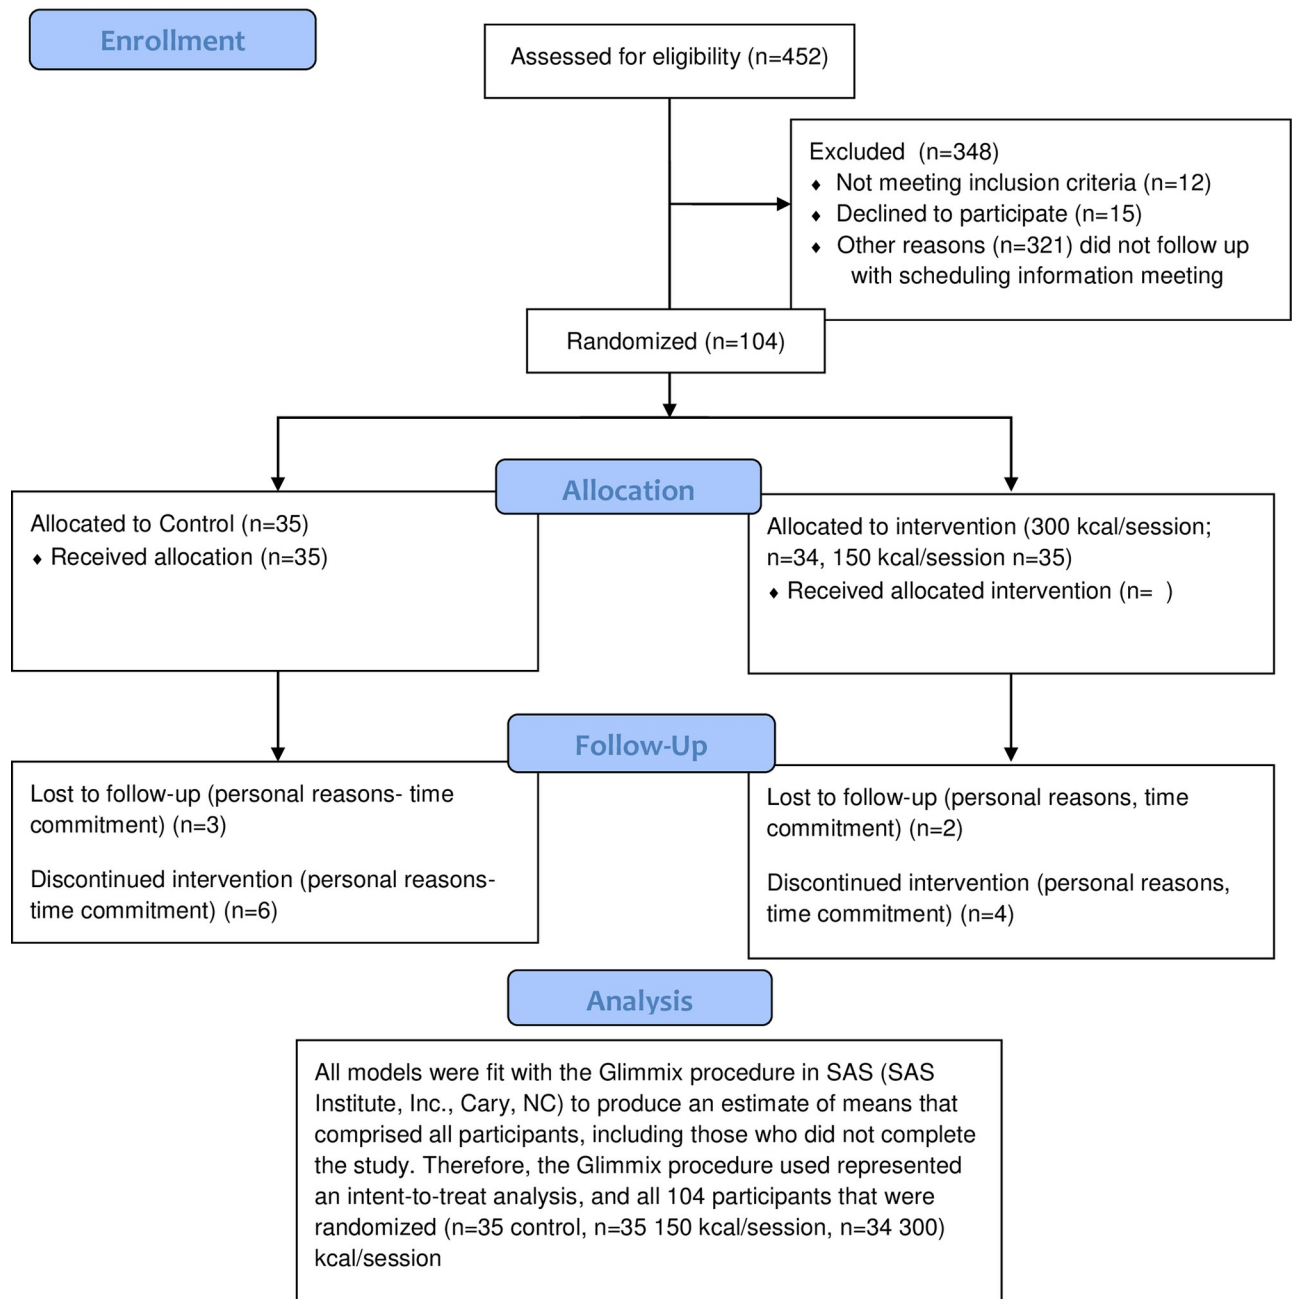 Enrollment
Assessed for eligibility (n=452)
Excluded  (n=348)
♦ Not meeting inclusion criteria (n=12)
♦ Declined to participate (n=15)
♦ Other reasons (n=321) did not follow up
with scheduling information meeting
Randomized (n=104)
Allocation
Allocated to Control (n=35)
♦ Received allocation (n=35)
Allocated to intervention (300 kcal/session;
n=34, 150 kcal/session n=35)
♦ Received allocated intervention (n=  )
Follow-Up
Lost to follow-up (personal reasons- time
commitment) (n=3)
Discontinued intervention (personal reasons-
time commitment) (n=6)
Lost to follow-up (personal reasons, time
commitment) (n=2)
Discontinued intervention (personal reasons,
time commitment) (n=4)
Analysis
All models were fit with the Glimmix procedure in SAS (SAS
Institute, Inc., Cary, NC) to produce an estimate of means that
comprised all participants, including those who did not complete
the study. Therefore, the Glimmix procedure used represented
an intent-to-treat analysis, and all 104 participants that were
randomized (n=35 control, n=35 150 kcal/session, n=34 300)
kcal/session